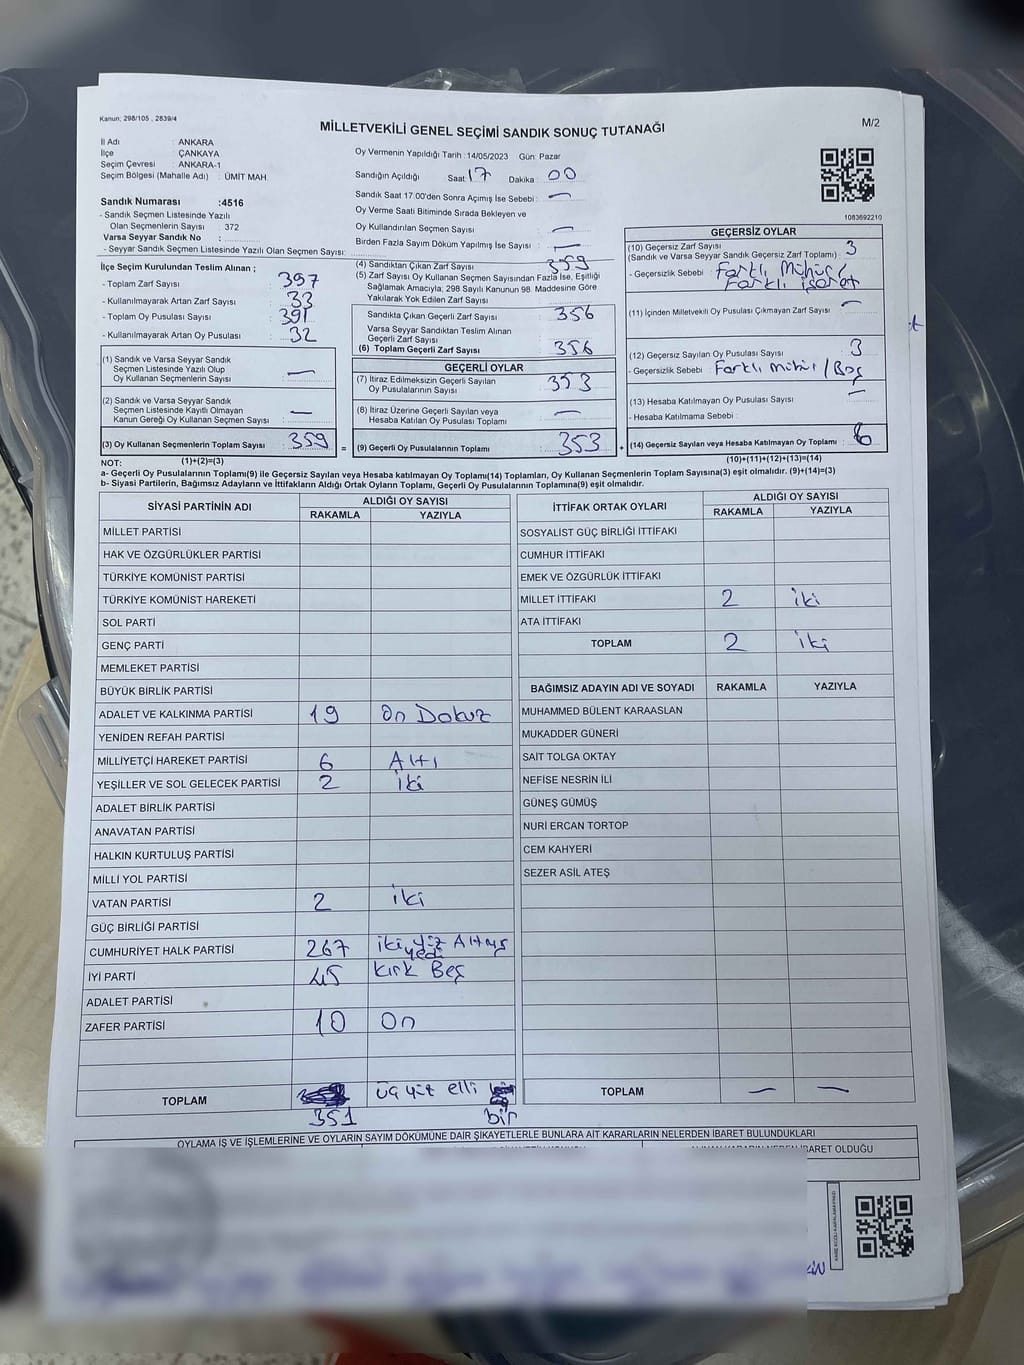 Kanun; 298/105 , 2839/4
MİLLETVEKİLİ GENEL SEÇİMİ SANDIK SONUÇ TUTANAĞI
M/2
İl Adı : ANKARA
İlçe : ÇANKAYA
Seçim Çevresi : ANKARA-1
Seçim Bölgesi (Mahalle Adı) : ÜMİT MAH.
Sandık Numarası :4516
- Sandık Seçmen Listesinde Yazılı
Olan Seçmenlerin Sayısı : 372
Varsa Seyyar Sandık No :
- Seyyar Sandık Seçmen Listesinde Yazılı Olan Seçmen Sayısı:
Oy Vermenin Yapıldığı Tarih :14/05/2023 Gün: Pazar
Sandığın Açıldığı Saat: 17 Dakika: 00
Sandık Saat 17:00'den Sonra Açımış İse Sebebi : —
Oy Verme Saati Bitiminde Sırada Bekleyen ve
Oy Kullandırılan Seçmen Sayısı : —
Birden Fazla Sayım Döküm Yapılmış İse Sayısı : —
1083692210
İlçe Seçim Kurulundan Teslim Alınan ;
- Toplam Zarf Sayısı : 397
- Kullanılmayarak Artan Zarf Sayısı : 33
- Toplam Oy Pusulası Sayısı : 391
- Kullanılmayarak Artan Oy Pusulası : 32
(4) Sandıktan Çıkan Zarf Sayısı : 359
(5) Zarf Sayısı Oy Kullanan Seçmen Sayısından Fazla İse, Eşitliği
Sağlamak Amacıyla; 298 Sayılı Kanunun 98. Maddesine Göre
Yakılarak Yok Edilen Zarf Sayısı :
Sandıkta Çıkan Geçerli Zarf Sayısı : 356
Varsa Seyyar Sandıktan Teslim Alınan
Geçerli Zarf Sayısı :
(6) Toplam Geçerli Zarf Sayısı : 356
GEÇERSİZ OYLAR
(10) Geçersiz Zarf Sayısı
(Sandık ve Varsa Seyyar Sandık Geçersiz Zarf Toplamı) : 3
- Geçersizlik Sebebi : Farklı Mühür/
Farklı işaret
(11) İçinden Milletvekili Oy Pusulası Çıkmayan Zarf Sayısı : —
(12) Geçersiz Sayılan Oy Pusulası Sayısı : 3
- Geçersizlik Sebebi : Farklı Mühür / Boş
(13) Hesaba Katılmayan Oy Pusulası Sayısı : —
- Hesaba Katılmama Sebebi :
(14) Geçersiz Sayılan veya Hesaba Katılmayan Oy Toplamı : 6
(10)+(11)+(12)+(13)=(14)
(1) Sandık ve Varsa Seyyar Sandık
Seçmen Listesinde Yazılı Olup
Oy Kullanan Seçmenlerin Sayısı : —
(2) Sandık ve Varsa Seyyar Sandık
Seçmen Listesinde Kayıtlı Olmayan
Kanun Gereği Oy Kullanan Seçmen Sayısı : —
(3) Oy Kullanan Seçmenlerin Toplam Sayısı : 359 =
(1)+(2)=(3)
GEÇERLİ OYLAR
(7) İtiraz Edilmeksizin Geçerli Sayılan
Oy Pusulalarının Sayısı : 353
(8) İtiraz Üzerine Geçerli Sayılan veya
Hesaba Katılan Oy Pusulası Toplamı : —
(9) Geçerli Oy Pusulalarının Toplamı : 353 +
NOT:
a- Geçerli Oy Pusulalarının Toplamı(9) ile Geçersiz Sayılan veya Hesaba katılmayan Oy Toplamı(14) Toplamları, Oy Kullanan Seçmenlerin Toplam Sayısına(3) eşit olmalıdır. (9)+(14)=(3)
b- Siyasi Partilerin, Bağımsız Adayların ve İttifakların Aldığı Ortak Oyların Toplamı, Geçerli Oy Pusulalarının Toplamına(9) eşit olmalıdır.
SİYASİ PARTİNİN ADI ALDIĞI OY SAYISI
RAKAMLA YAZIYLA
MİLLET PARTİSİ
HAK VE ÖZGÜRLÜKLER PARTİSİ
TÜRKİYE KOMÜNİST PARTİSİ
TÜRKİYE KOMÜNİST HAREKETİ
SOL PARTİ
GENÇ PARTİ
MEMLEKET PARTİSİ
BÜYÜK BİRLİK PARTİSİ
ADALET VE KALKINMA PARTİSİ 19 On Dokuz
YENİDEN REFAH PARTİSİ
MİLLİYETÇİ HAREKET PARTİSİ 6 Altı
YEŞİLLER VE SOL GELECEK PARTİSİ 2 iki
ADALET BİRLİK PARTİSİ
ANAVATAN PARTİSİ
HALKIN KURTULUŞ PARTİSİ
MİLLİ YOL PARTİSİ
VATAN PARTİSİ 2 iki
GÜÇ BİRLİĞİ PARTİSİ
CUMHURİYET HALK PARTİSİ 267 iki yüz Altmış
yedi
İYİ PARTİ 45 kırk Beş
ADALET PARTİSİ
ZAFER PARTİSİ 10 On
TOPLAM üç yüz elli
351 bir
İTTİFAK ORTAK OYLARI ALDIĞI OY SAYISI
RAKAMLA YAZIYLA
SOSYALİST GÜÇ BİRLİĞİ İTTİFAKI
CUMHUR İTTİFAKI
EMEK VE ÖZGÜRLÜK İTTİFAKI
MİLLET İTTİFAKI 2 iki
ATA İTTİFAKI
TOPLAM 2 iki
BAĞIMSIZ ADAYIN ADI VE SOYADI RAKAMLA YAZIYLA
MUHAMMED BÜLENT KARAASLAN
MUKADDER GÜNERİ
SAİT TOLGA OKTAY
NEFİSE NESRİN İLİ
GÜNEŞ GÜMÜŞ
NURİ ERCAN TORTOP
CEM KAHYERİ
SEZER ASİL ATEŞ
TOPLAM — —
OYLAMA İŞ VE İŞLEMLERİNE VE OYLARIN SAYIM DÖKÜMÜNE DAİR ŞİKAYETLERLE BUNLARA AİT KARARLARIN NELERDEN İBARET BULUNDUKLARI
İBARET OLDUĞU